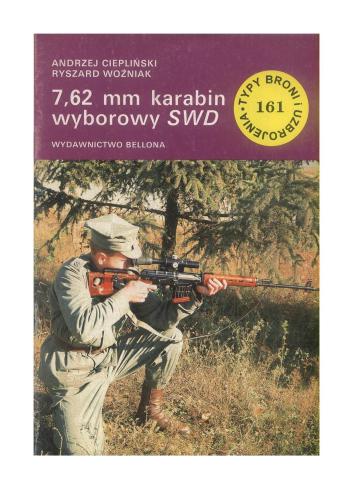 ANDRZEJ CIEPLIŃSKI
RYSZARD WOŹNIAK
7,62 mm karabin
wyborowy SWD
WYDAWNICTWO BELLONA
TYPY BRONI i UZBROJENIA
161